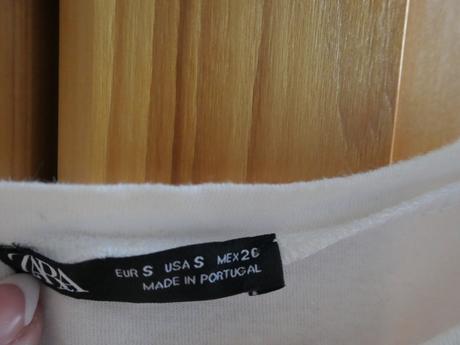 ZARA
EUR S USA S MEX 26
MADE IN PORTUGAL